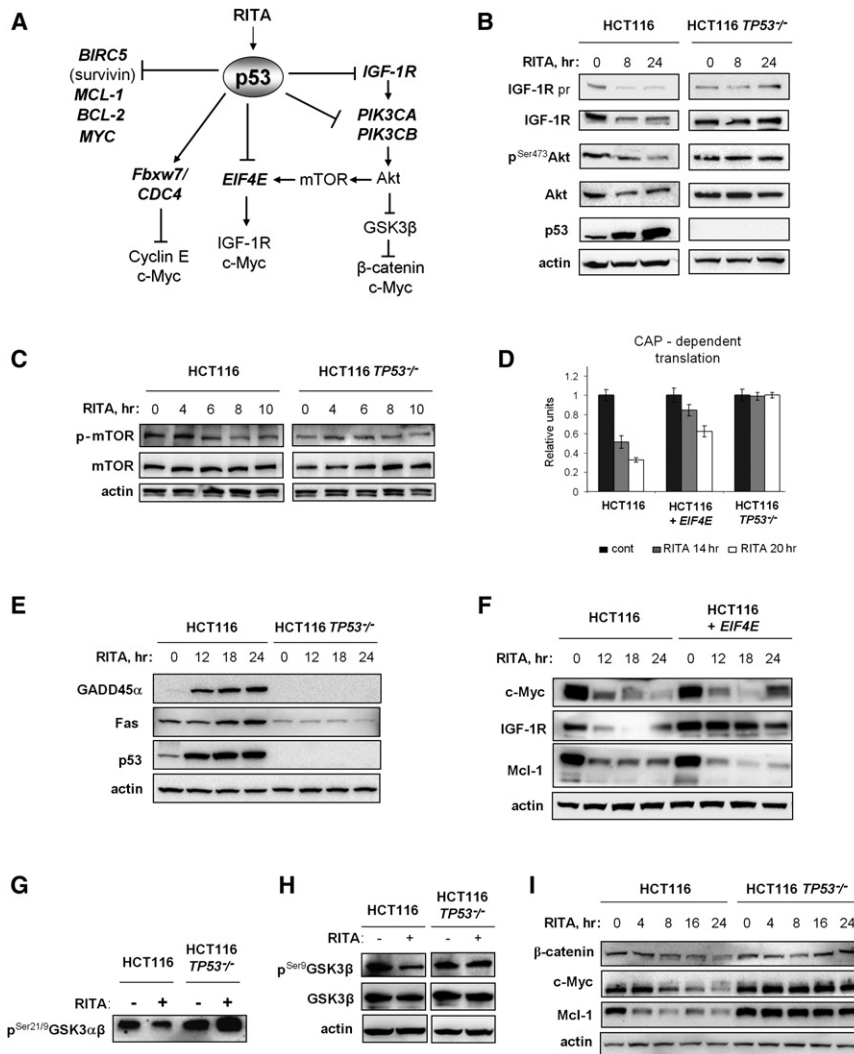 A
RITA
p53
BIRC5
(survivin)
MCL-1
BCL-2
MYC
IGF-1R
PIK3CA
PIK3CB
Fbxw7/
CDC4
EIF4E
mTOR
Akt
Cyclin E
c-Myc
IGF-1R
c-Myc
GSK3β
β-catenin
c-Myc
B
HCT116 HCT116 TP53-/-
RITA, hr: 0 8 24 0 8 24
IGF-1R pr
IGF-1R
pSer473Akt
Akt
p53
actin
C
HCT116 HCT116 TP53-/-
RITA, hr: 0 4 6 8 10 0 4 6 8 10
p-mTOR
mTOR
actin
D
CAP - dependent
translation
Relative units
1.2
1
0.8
0.6
0.4
0.2
0
HCT116 HCT116 HCT116
+ EIF4E TP53-/-
cont RITA 14 hr RITA 20 hr
E
HCT116 HCT116 TP53-/-
RITA, hr: 0 12 18 24 0 12 18 24
GADD45α
Fas
p53
actin
F
HCT116 HCT116
+ EIF4E
RITA, hr: 0 12 18 24 0 12 18 24
c-Myc
IGF-1R
Mcl-1
actin
G
HCT116 HCT116
TP53-/-
RITA: - + - +
pSer21/9GSK3αβ
H
HCT116 HCT116
TP53-/-
RITA: - + - +
pSer9GSK3β
GSK3β
actin
I
HCT116 HCT116 TP53-/-
RITA, hr: 0 4 8 16 24 0 4 8 16 24
β-catenin
c-Myc
Mcl-1
actin